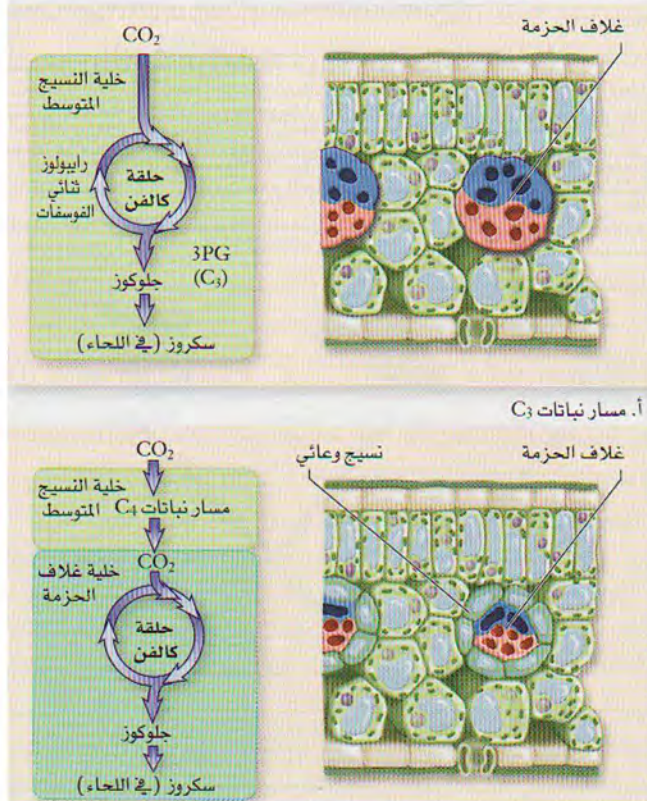 غلاف الحزمة
CO₂
خلية النسيج
المتوسط
رايبولوز
ثنائي
الفوسفات
حلقة
كالفن
3PG
(C₃)
جلوكوز
سكروز (في اللحاء)
أ. مسار نباتات C₃
غلاف الحزمة
نسيج وعائي
CO₂
خلية النسيج
المتوسط
مسار نباتات C₄
CO₂
خلية غلاف
الحزمة
حلقة
كالفن
جلوكوز
سكروز (في اللحاء)